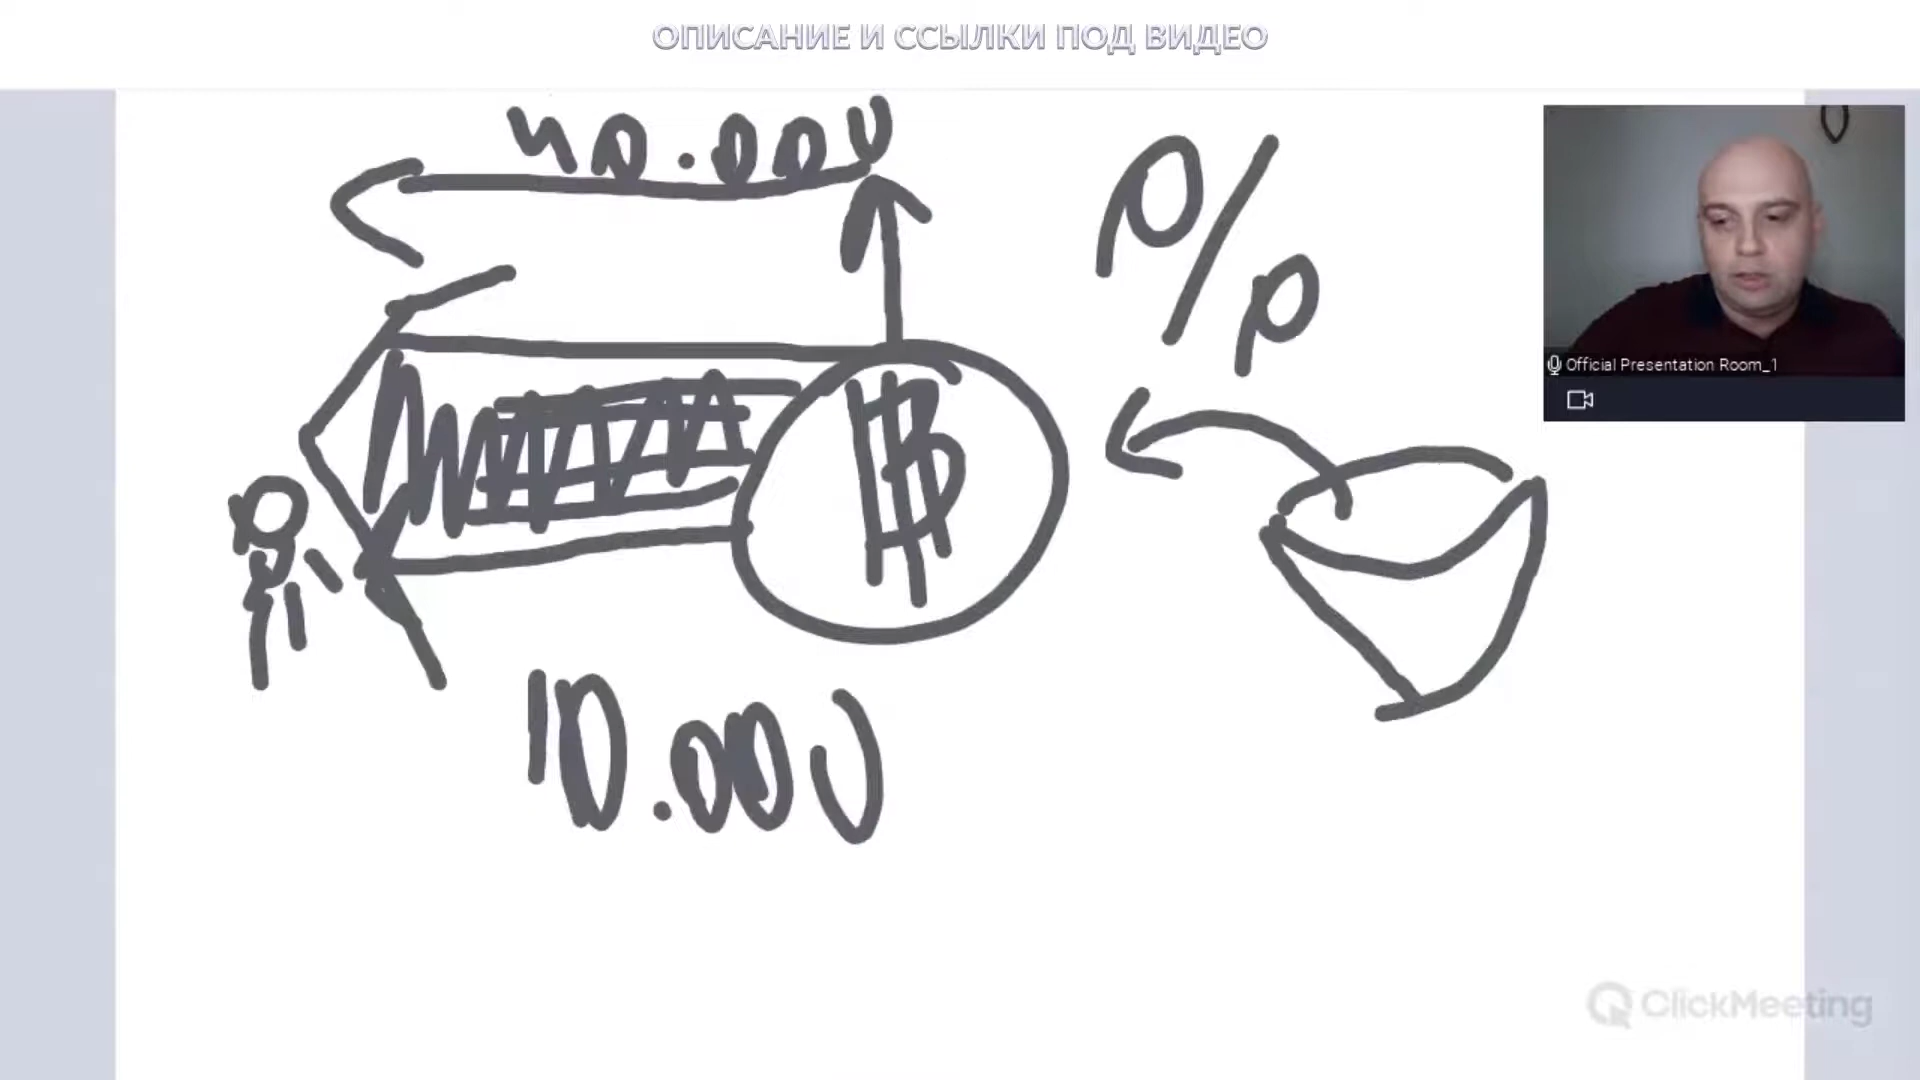 ОПИСАНИЕ И ССЫЛКИ ПОД ВИДЕО
40.000
P/P
Official Presentation Room_1
B
10.000
ClickMeeting